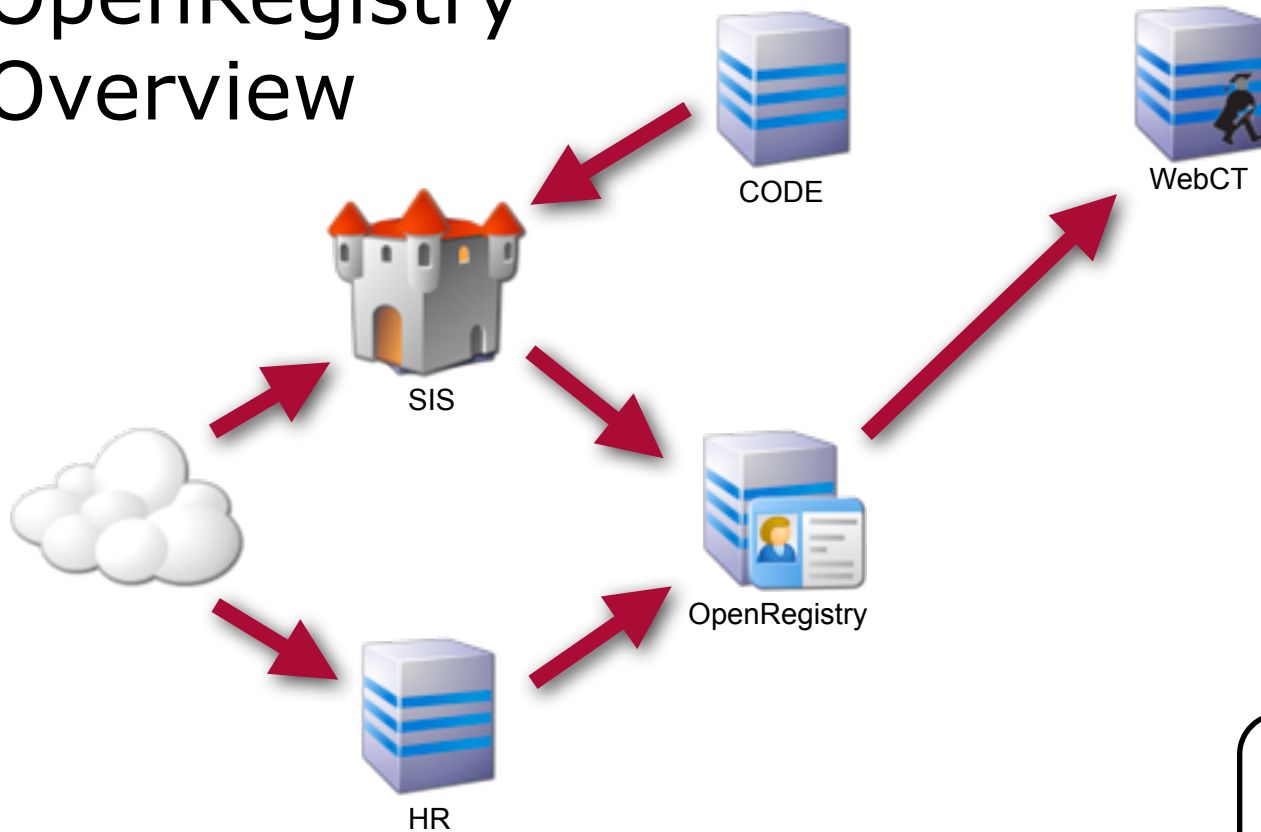 OpenRegistry
Overview
CODE
WebCT
SIS
OpenRegistry
HR